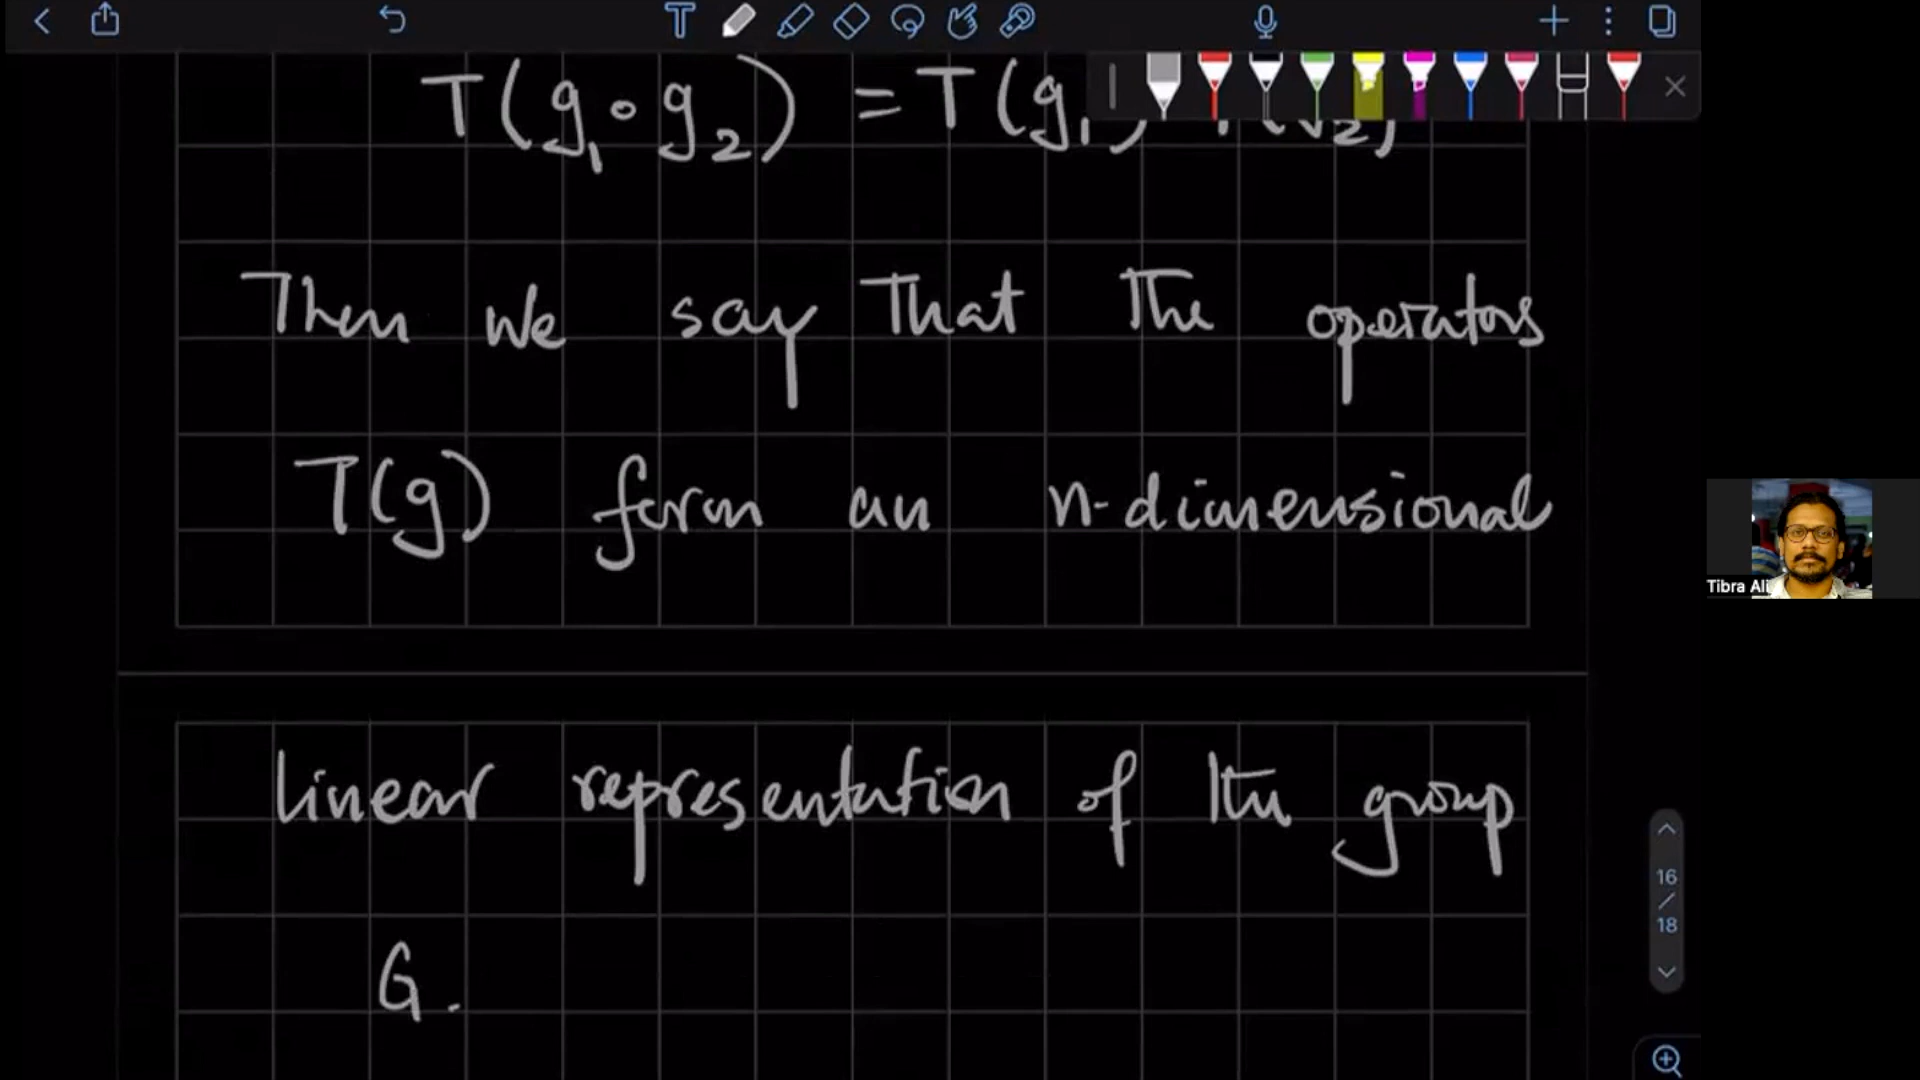 T(g₁∘g₂) = T(g₁)
Then we say that the operators
T(g) form an n-dimensional
linear representation of the group
G.
Tibra Ali
16
/
18